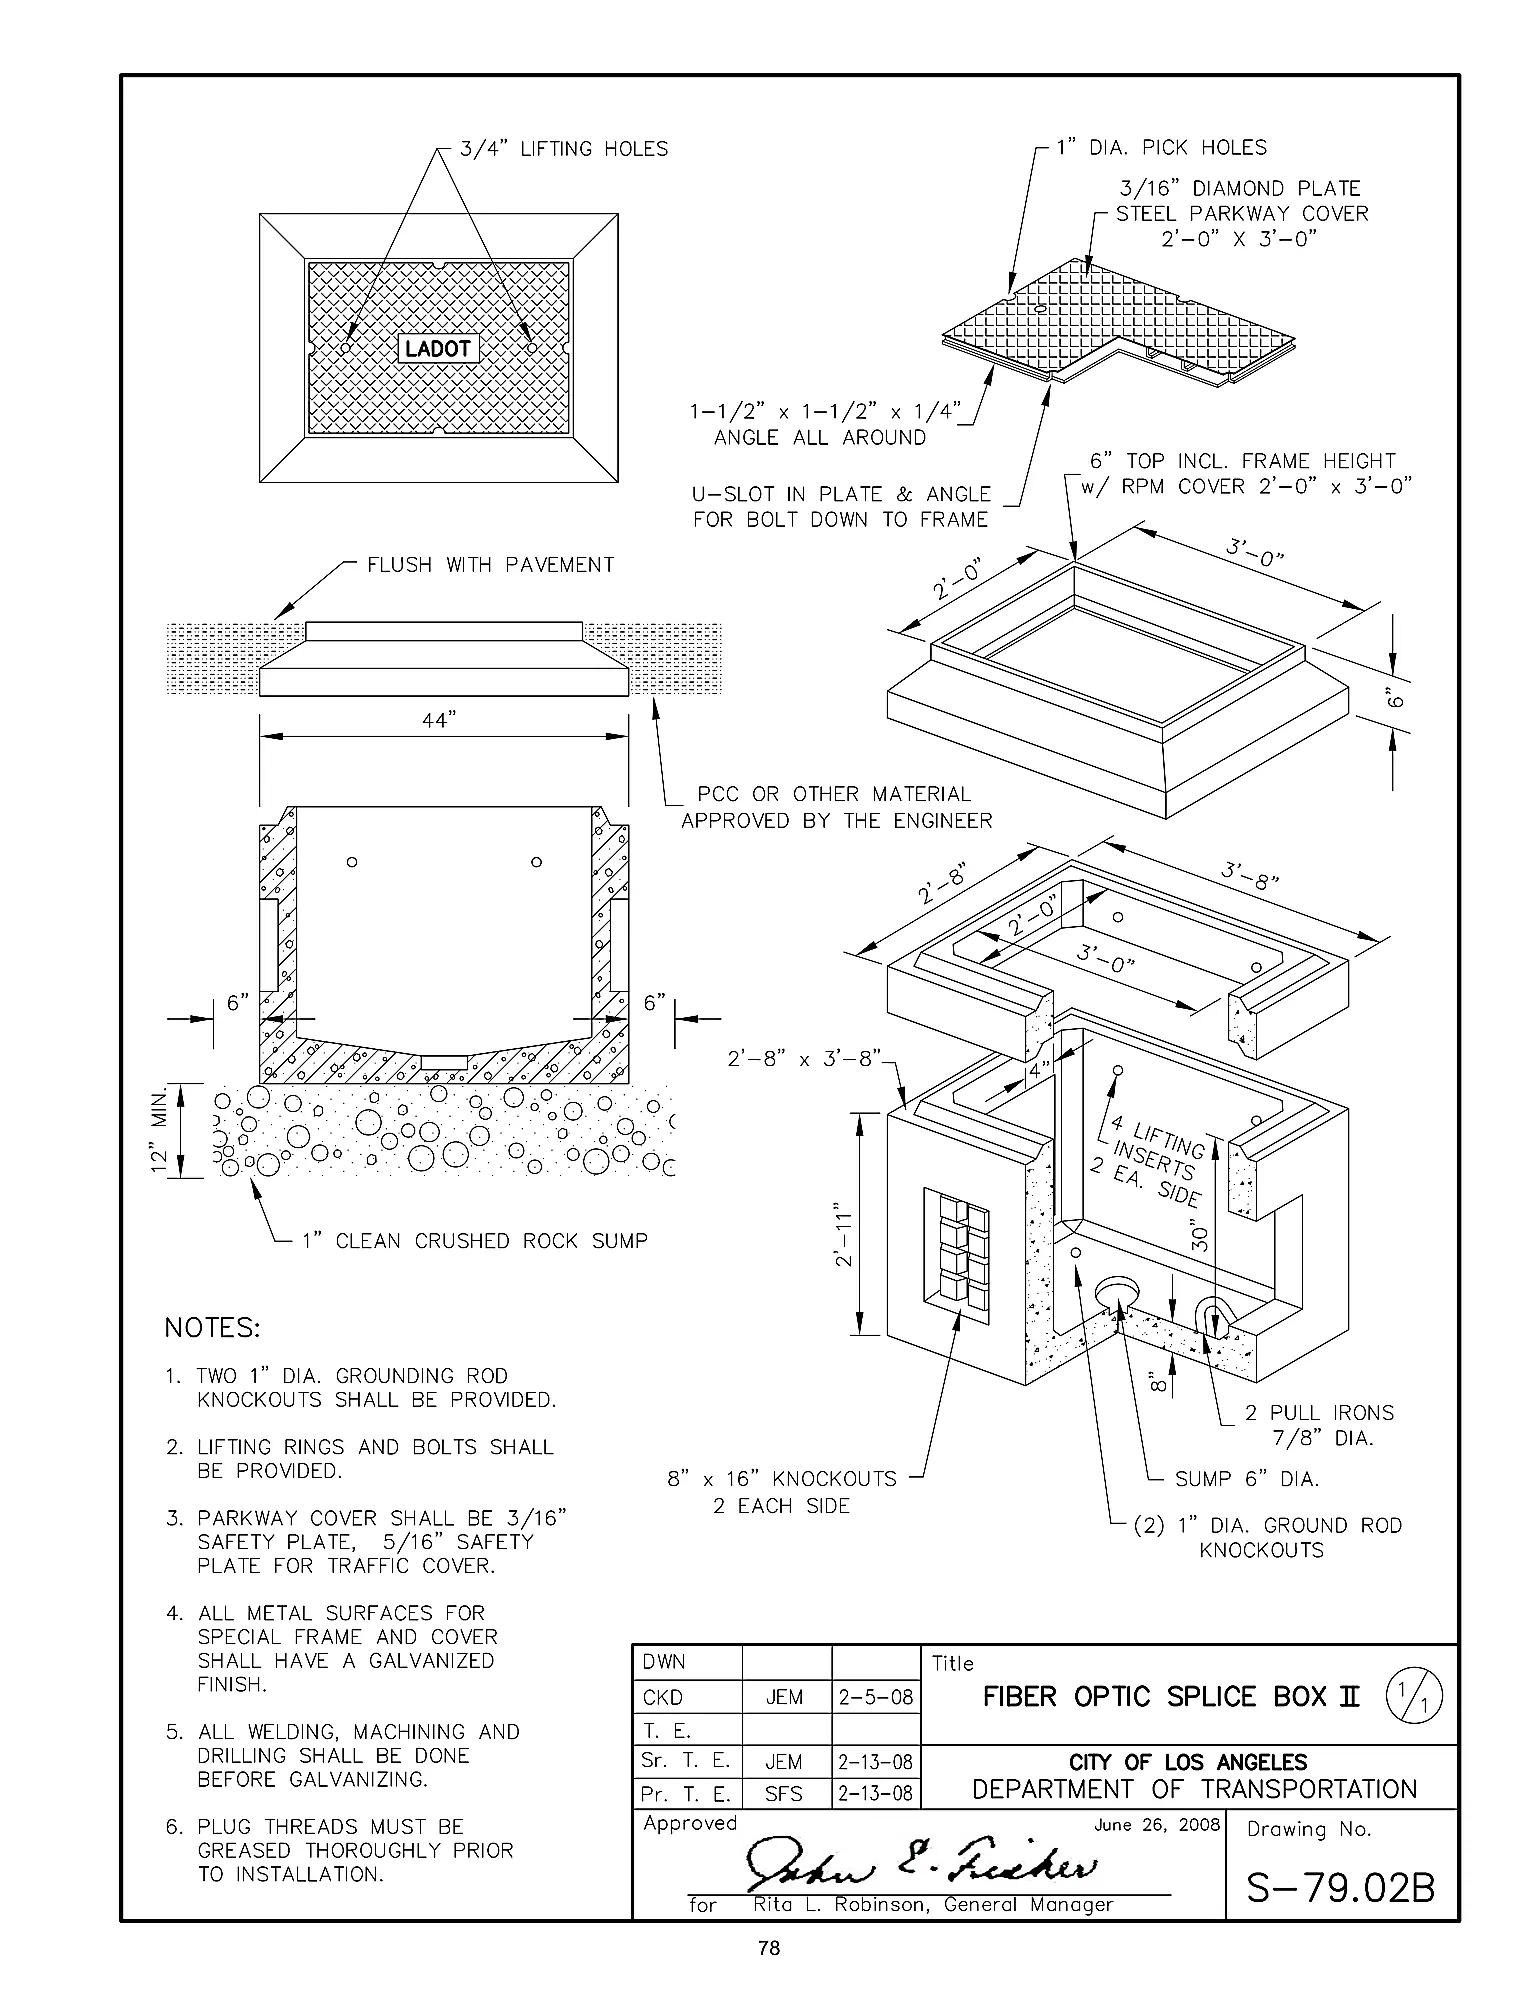 3/4" LIFTING HOLES
LADOT
1" DIA. PICK HOLES
3/16" DIAMOND PLATE
STEEL PARKWAY COVER
2'-0" X 3'-0"
1-1/2" x 1-1/2" x 1/4"
ANGLE ALL AROUND
U-SLOT IN PLATE & ANGLE
FOR BOLT DOWN TO FRAME
6" TOP INCL. FRAME HEIGHT
w/ RPM COVER 2'-0" x 3'-0"
2'-0"
3'-0"
6"
FLUSH WITH PAVEMENT
44"
PCC OR OTHER MATERIAL
APPROVED BY THE ENGINEER
6"
6"
12" MIN.
1" CLEAN CRUSHED ROCK SUMP
2'-8"
3'-8"
2'-0"
3'-0"
2'-8" x 3'-8"
4"
4 LIFTING
INSERTS
2 EA. SIDE
30"
2'-11"
8"
2 PULL IRONS
7/8" DIA.
8" x 16" KNOCKOUTS
2 EACH SIDE
SUMP 6" DIA.
(2) 1" DIA. GROUND ROD
KNOCKOUTS
NOTES:
1. TWO 1" DIA. GROUNDING ROD
KNOCKOUTS SHALL BE PROVIDED.
2. LIFTING RINGS AND BOLTS SHALL
BE PROVIDED.
3. PARKWAY COVER SHALL BE 3/16"
SAFETY PLATE, 5/16" SAFETY
PLATE FOR TRAFFIC COVER.
4. ALL METAL SURFACES FOR
SPECIAL FRAME AND COVER
SHALL HAVE A GALVANIZED
FINISH.
5. ALL WELDING, MACHINING AND
DRILLING SHALL BE DONE
BEFORE GALVANIZING.
6. PLUG THREADS MUST BE
GREASED THOROUGHLY PRIOR
TO INSTALLATION.
DWN
CKD JEM 2-5-08
T. E.
Sr. T. E. JEM 2-13-08
Pr. T. E. SFS 2-13-08
Title
FIBER OPTIC SPLICE BOX II 1/1
CITY OF LOS ANGELES
DEPARTMENT OF TRANSPORTATION
Approved June 26, 2008
John E. Fisher
for Rita L. Robinson, General Manager
Drawing No.
S-79.02B
78